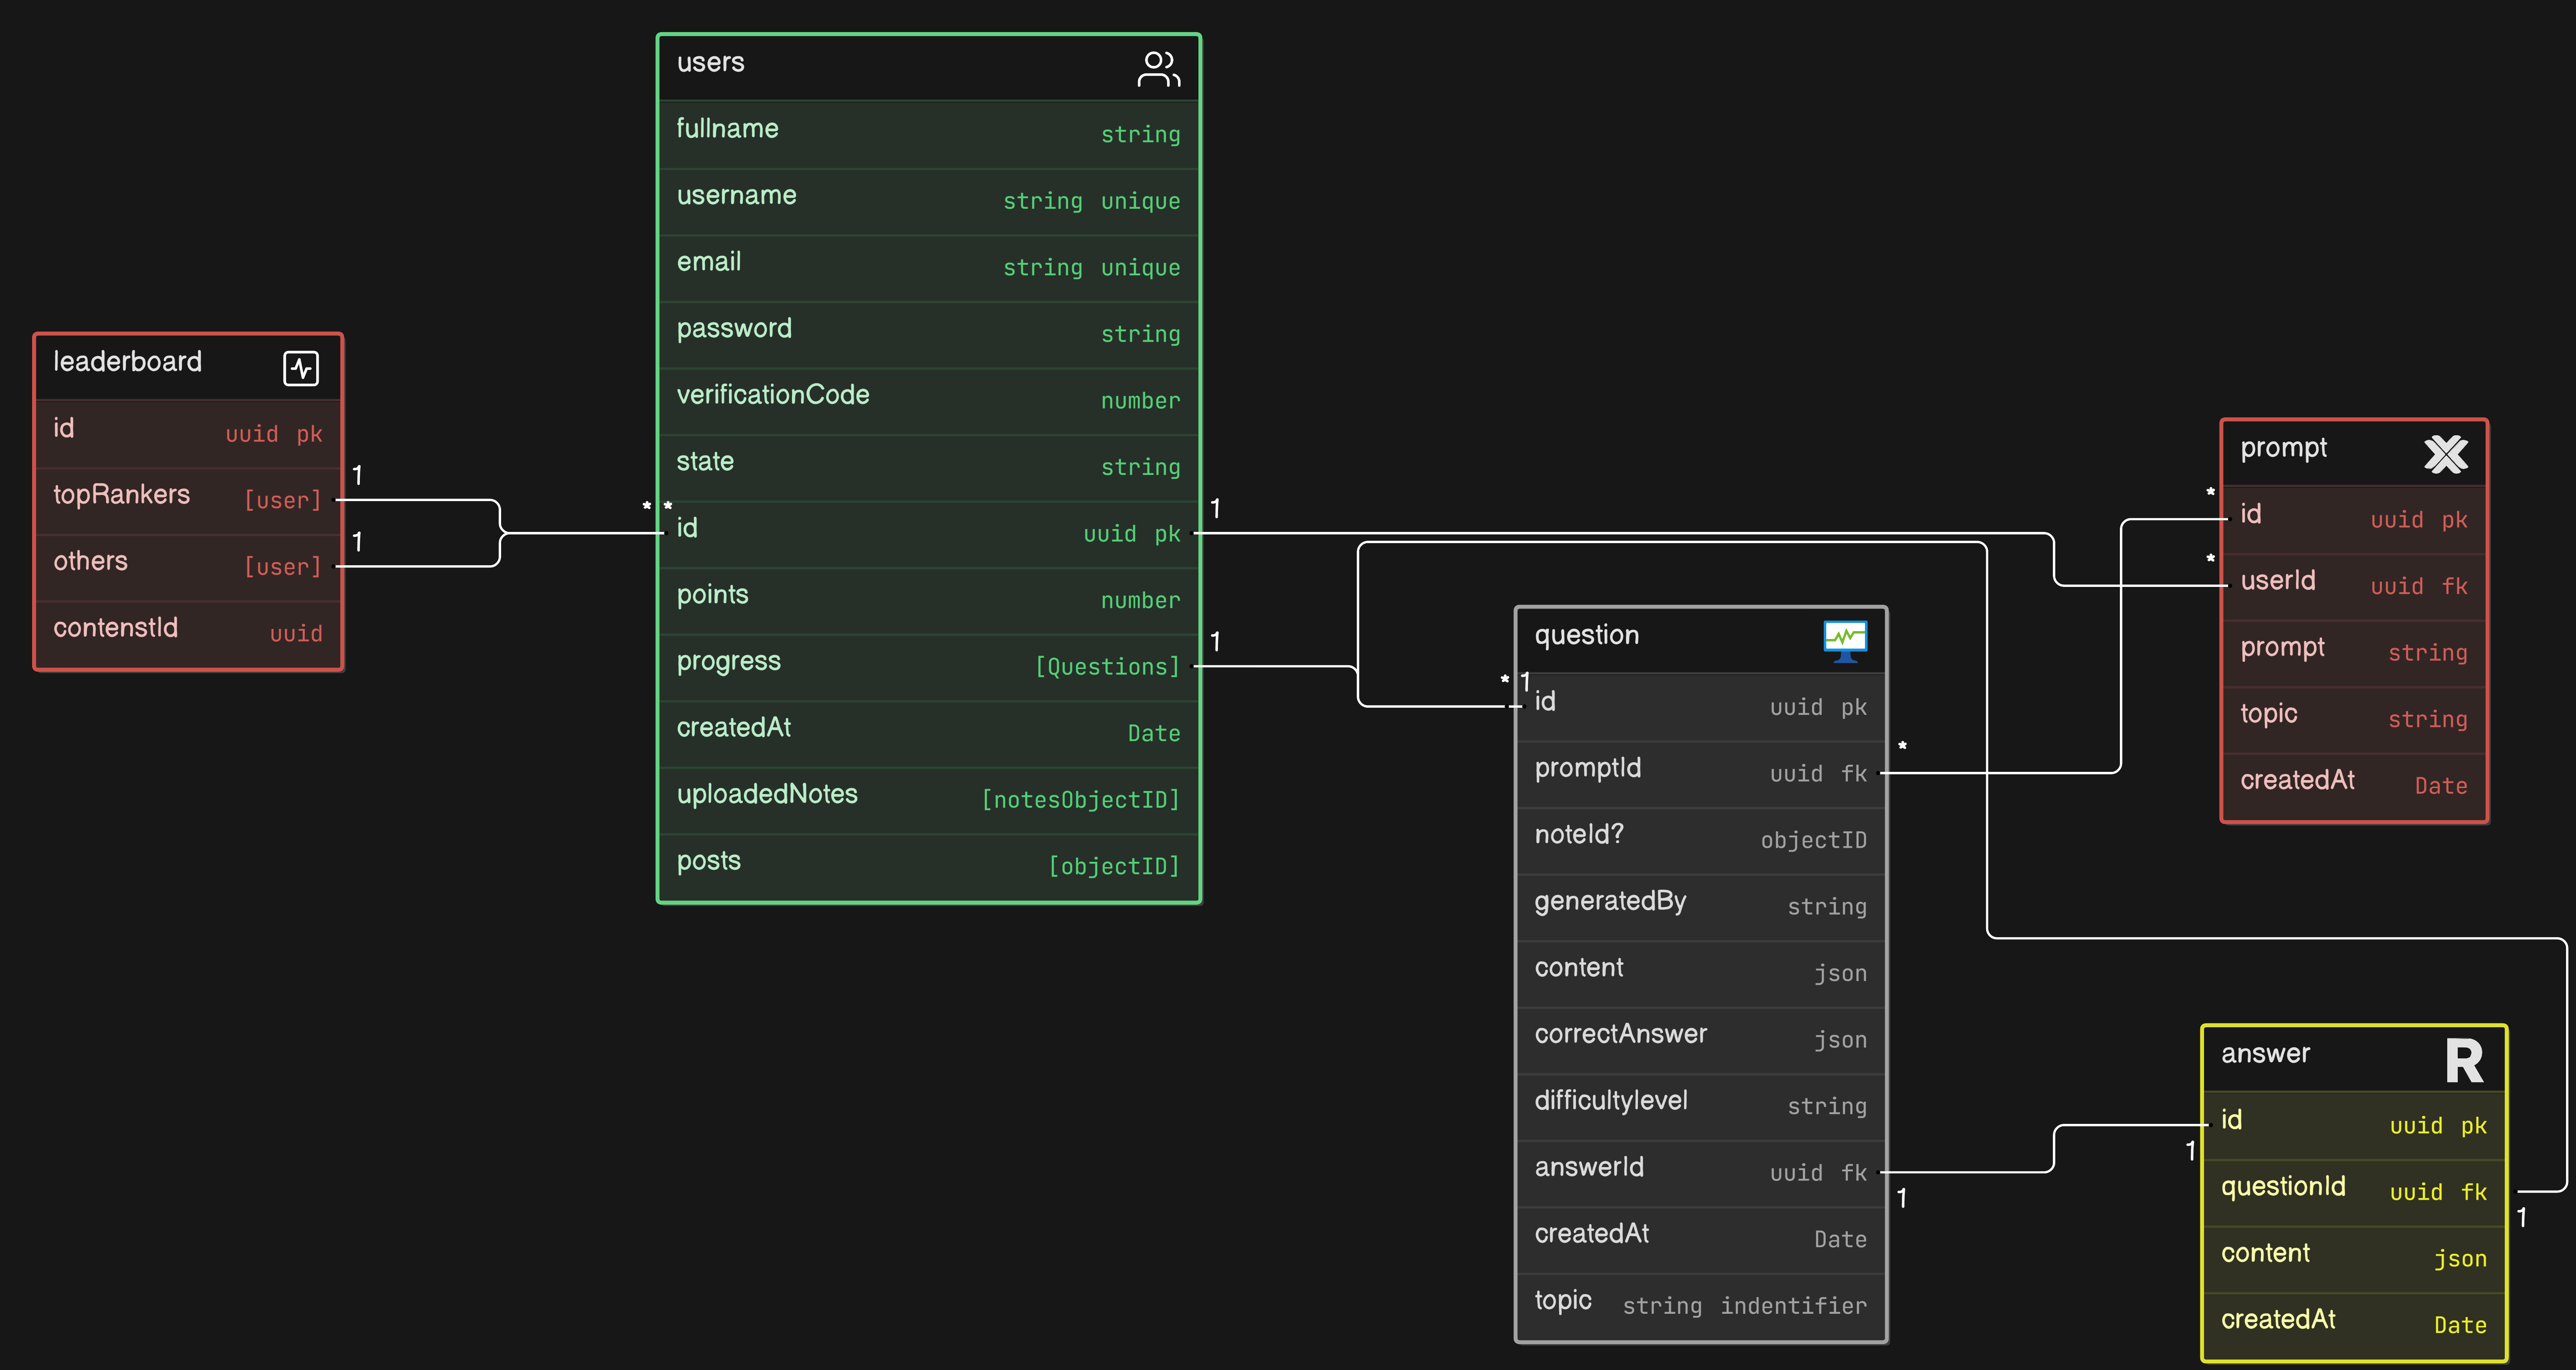 users
fullname string
username string unique
email string unique
password string
verificationCode number
state string
* * id uuid pk 1
points number
progress [Questions] 1
createdAt Date
uploadedNotes [notesObjectID]
posts [objectID]
leaderboard
id uuid pk
topRankers [user] 1
others [user] 1
contenstId uuid
question
* 1 id uuid pk
promptId uuid fk *
noteId? objectID
generatedBy string
content json
correctAnswer json
difficultylevel string
answerId uuid fk 1
createdAt Date
topic string indentifier
prompt
* id uuid pk
* userId uuid fk
prompt string
topic string
createdAt Date
answer R
1 id uuid pk
questionId uuid fk 1
content json
createdAt Date